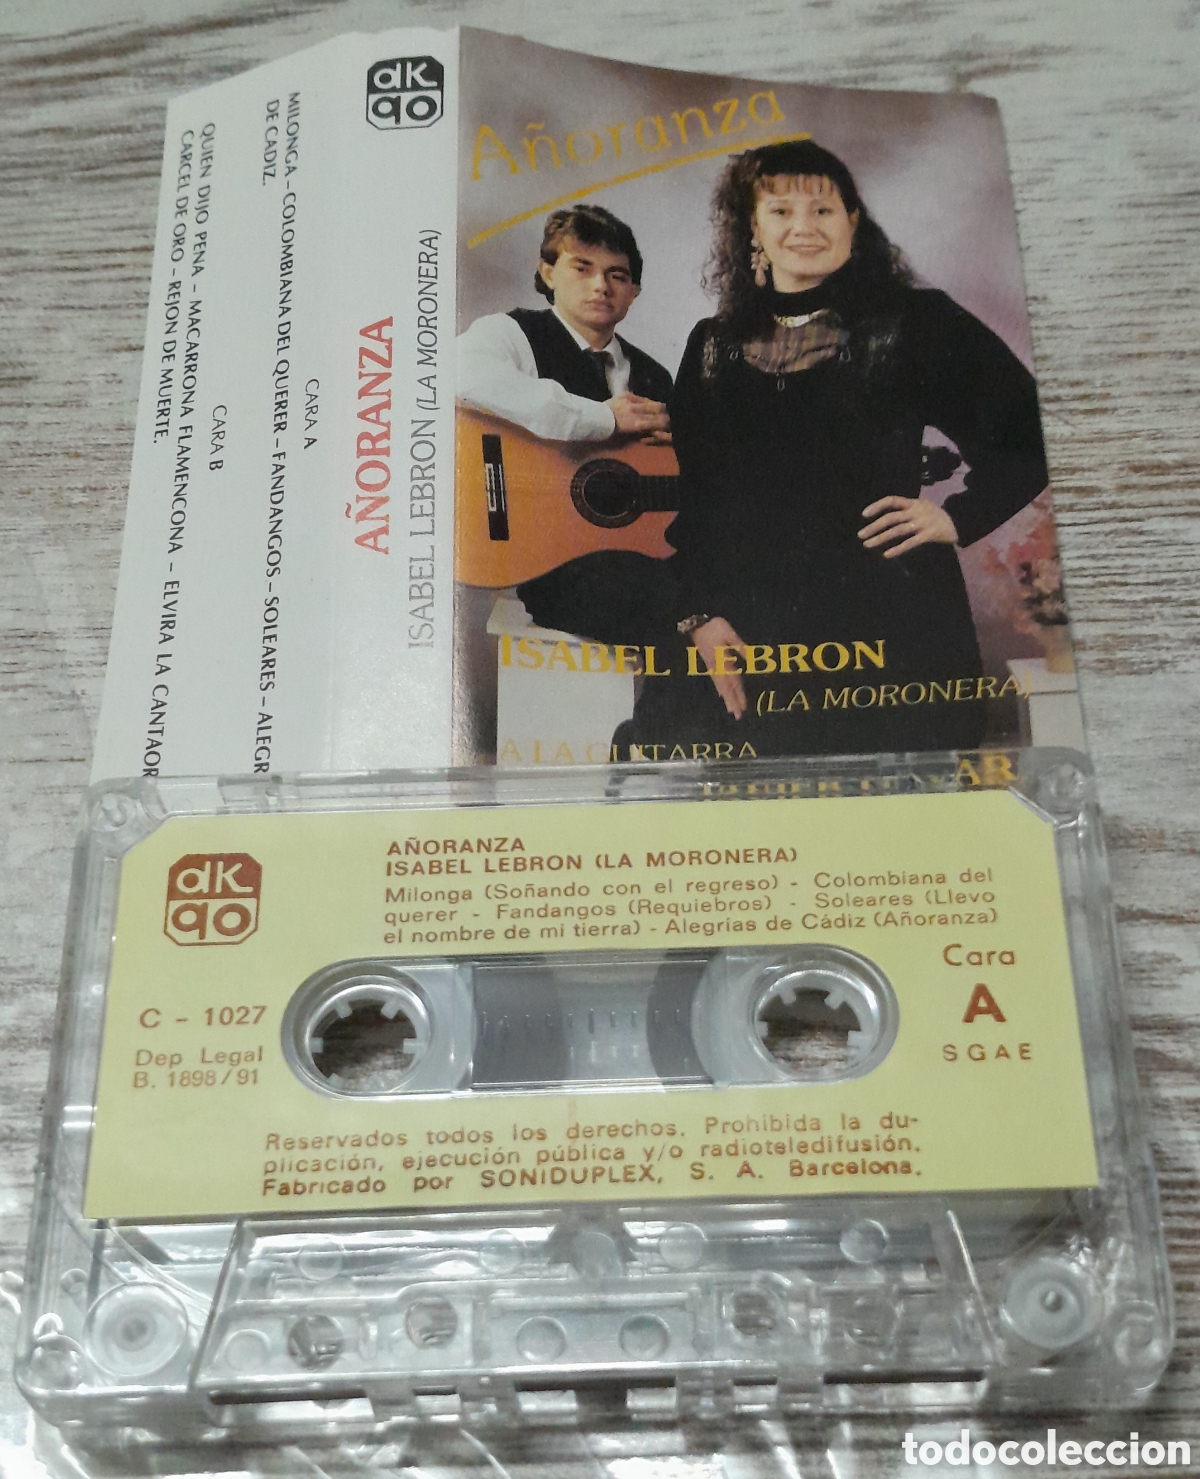 dk
qo
Añoranza
ISABEL LEBRON
(LA MORONERA)
A LA GUITARRA
AÑORANZA
ISABEL LEBRON (LA MORONERA)
CARA A
MILONGA – COLOMBIANA DEL QUERER – FANDANGOS – SOLEARES – ALEGR
DE CADIZ.
CARA B
QUIEN DIJO PENA – MACARRONA FLAMENCONA – ELVIRA LA CANTAOR
CARCEL DE ORO – REJON DE MUERTE.
dk
qo
AÑORANZA
ISABEL LEBRON (LA MORONERA)
Milonga (Soñando con el regreso) - Colombiana del
querer - Fandangos (Requiebros) - Soleares (Llevo
el nombre de mi tierra) - Alegrías de Cádiz (Añoranza)
Cara
A
SGAE
C - 1027
Dep Legal
B. 1898/91
Reservados todos los derechos. Prohibida la du-
plicación, ejecución pública y/o radioteledifusión.
Fabricado por SONIDUPLEX, S. A. Barcelona.
todocoleccion